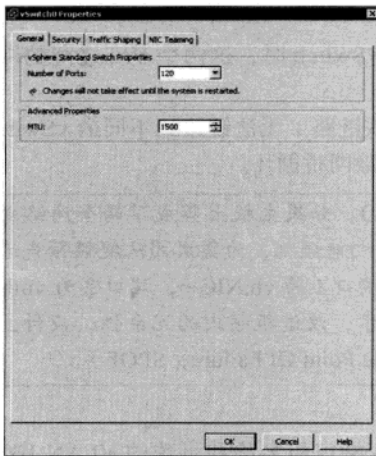 vSwitch0 Properties
General Security Traffic Shaping NIC Teaming
vSphere Standard Switch Properties
Number of Ports: 120
Changes will not take effect until the system is restarted.
Advanced Properties
MTU: 1500
OK Cancel Help